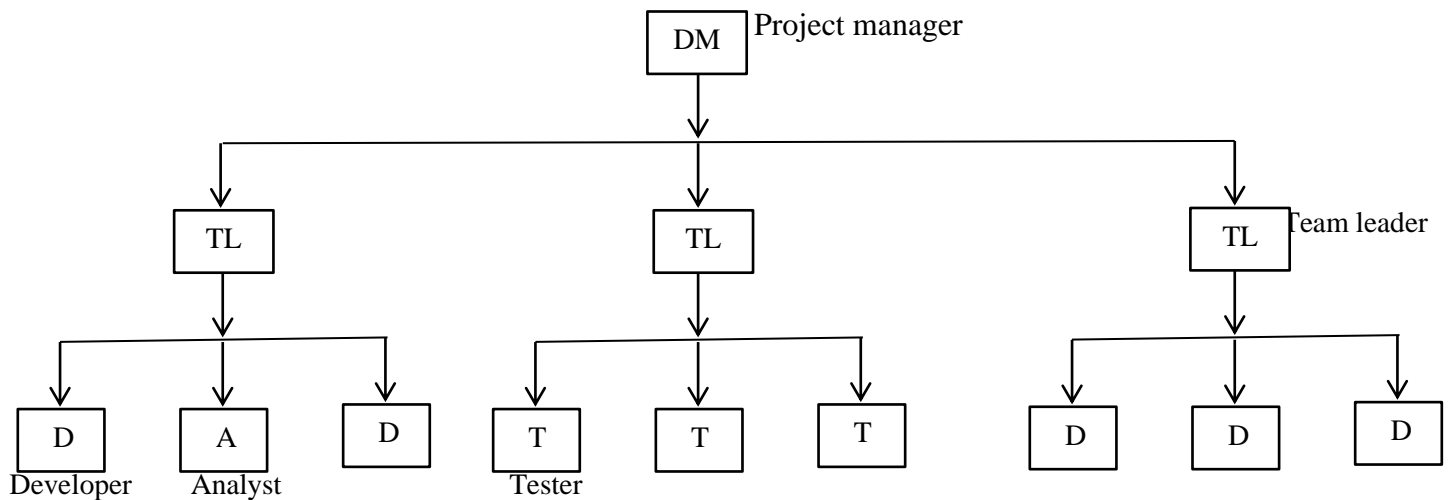 DM
Project manager
TL
TL
TL
Team leader
D
A
D
T
T
T
D
D
D
Developer
Analyst
Tester